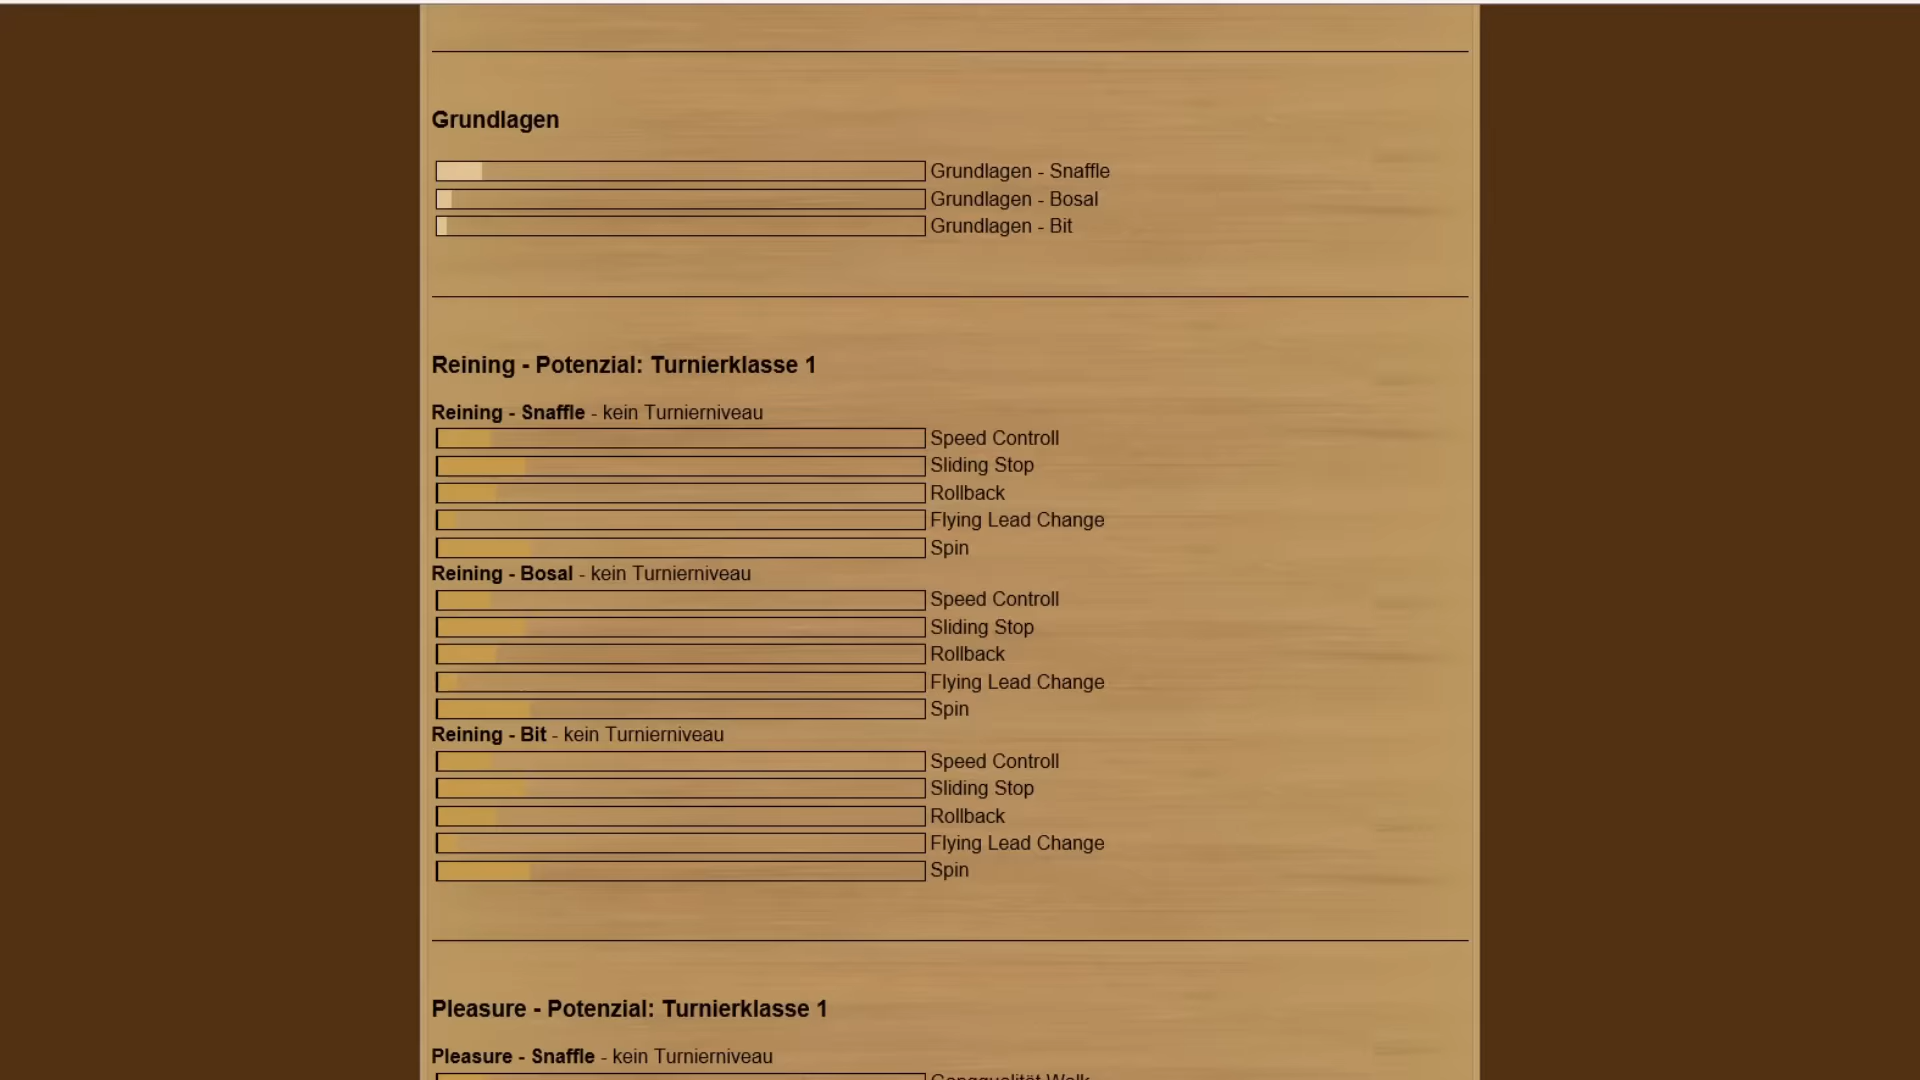 Grundlagen
Grundlagen - Snaffle
Grundlagen - Bosal
Grundlagen - Bit
Reining - Potenzial: Turnierklasse 1
Reining - Snaffle - kein Turnierniveau
Speed Controll
Sliding Stop
Rollback
Flying Lead Change
Spin
Reining - Bosal - kein Turnierniveau
Speed Controll
Sliding Stop
Rollback
Flying Lead Change
Spin
Reining - Bit - kein Turnierniveau
Speed Controll
Sliding Stop
Rollback
Flying Lead Change
Spin
Pleasure - Potenzial: Turnierklasse 1
Pleasure - Snaffle - kein Turnierniveau